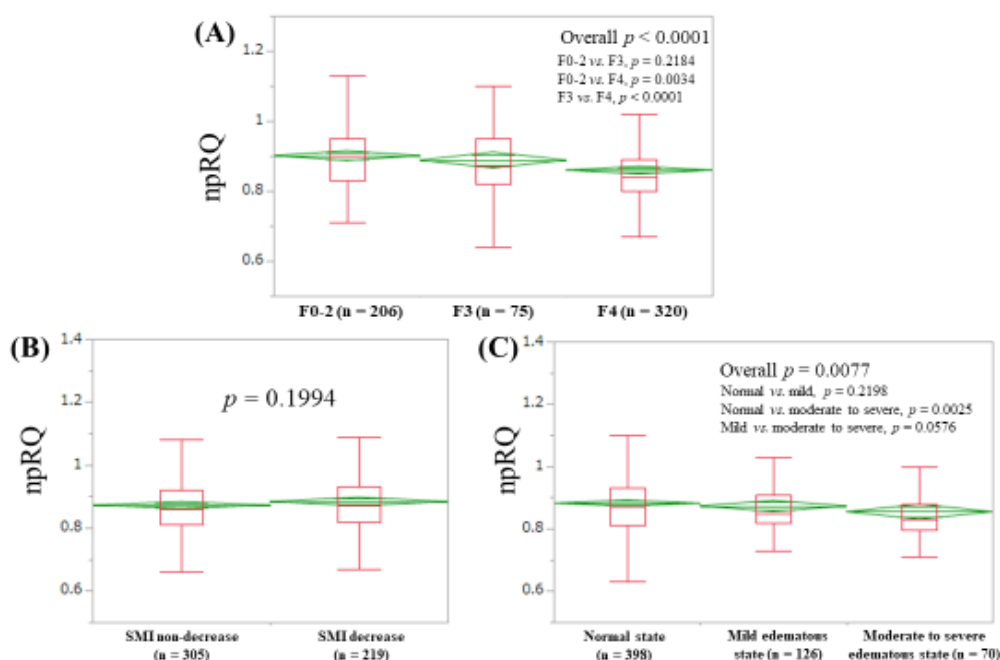 (A)
Overall p < 0.0001
F0-2 vs. F3, p = 0.2184
F0-2 vs. F4, p = 0.0034
F3 vs. F4, p < 0.0001
npRQ
1.2
1
0.8
0.6
F0-2 (n = 206)
F3 (n = 75)
F4 (n = 320)
(B)
p = 0.1994
npRQ
1.4
1.2
1
0.8
0.6
SMI non-decrease
(n = 305)
SMI decrease
(n = 219)
(C)
Overall p = 0.0077
Normal vs. mild, p = 0.2198
Normal vs. moderate to severe, p = 0.0025
Mild vs. moderate to severe, p = 0.0576
npRQ
1.4
1.2
1
0.8
0.6
Normal state
(n = 398)
Mild edematous
state (n = 126)
Moderate to severe
edematous state (n = 70)